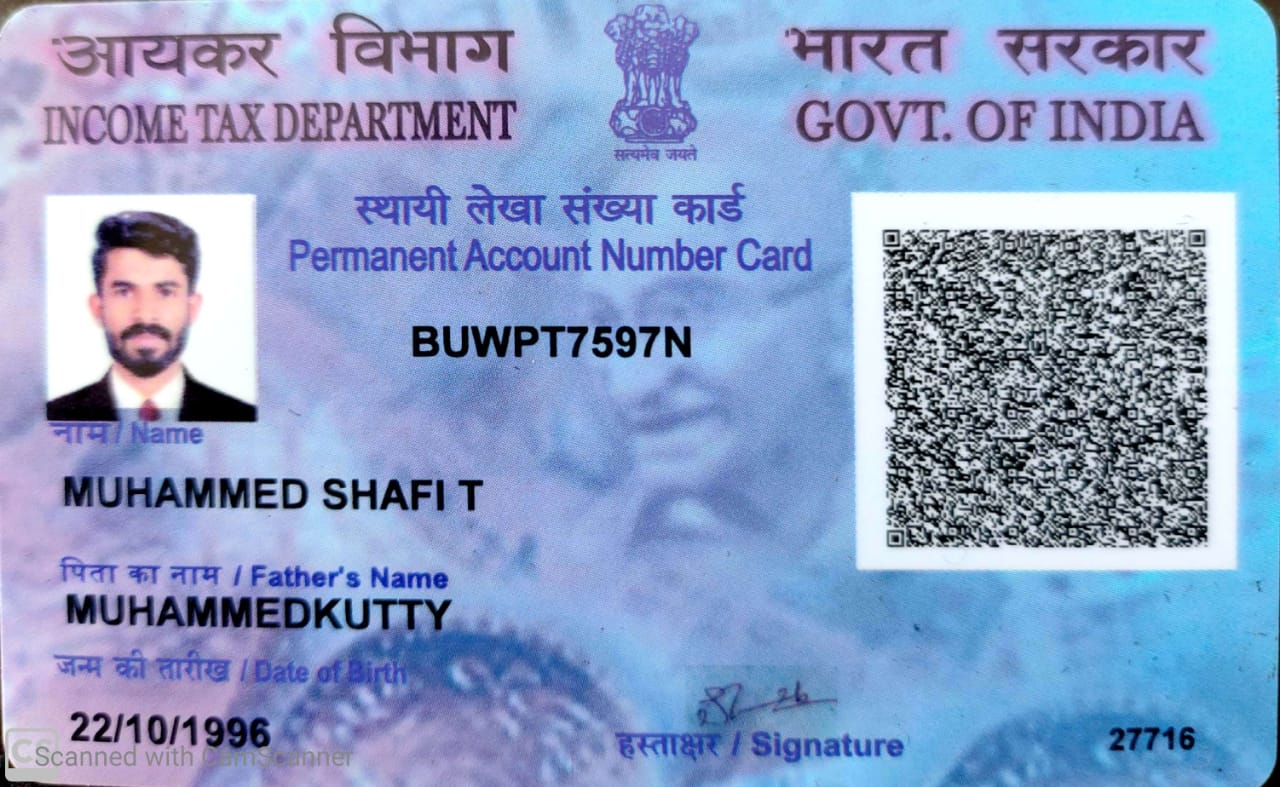 आयकर विभाग
INCOME TAX DEPARTMENT
सत्यमेव जयते
भारत सरकार
GOVT. OF INDIA
स्थायी लेखा संख्या कार्ड
Permanent Account Number Card
BUWPT7597N
नाम / Name
MUHAMMED SHAFI T
पिता का नाम / Father's Name
MUHAMMEDKUTTY
जन्म की तारीख / Date of Birth
22/10/1996
हस्ताक्षर / Signature
27716
CS Scanned with CamScanner